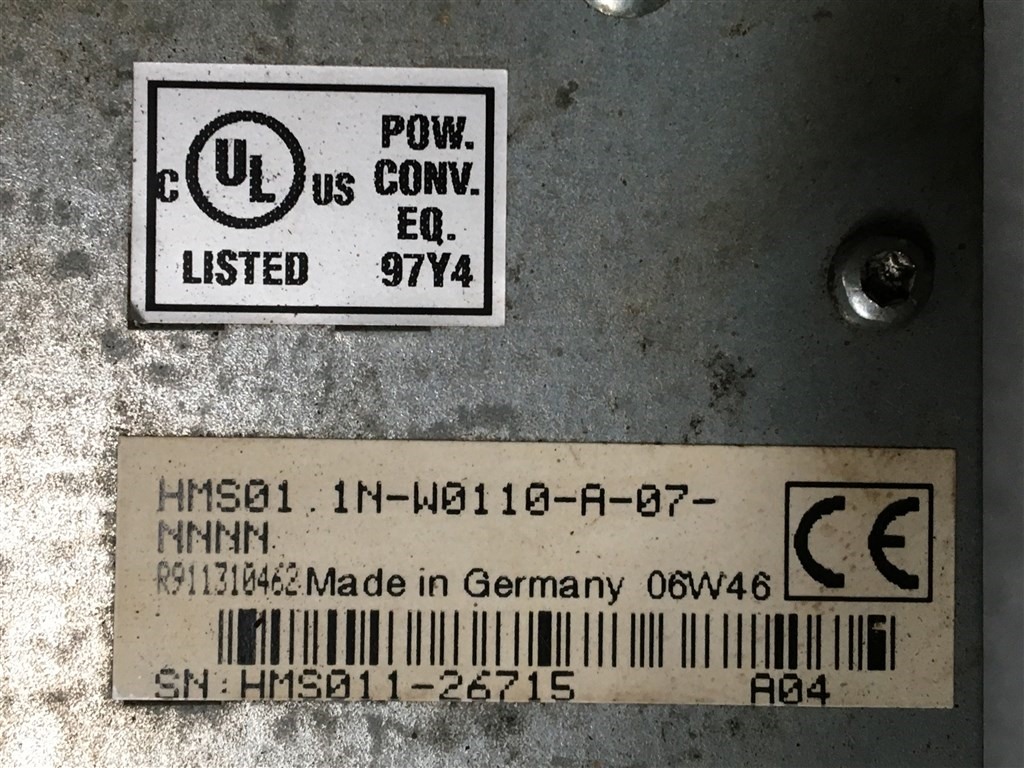 C UL US
LISTED
POW.
CONV.
EQ.
97Y4
HMS01.1N-W0110-A-07-
NNNN
R911310462 Made in Germany 06W46
CE
SN:HMS011-26715 A04